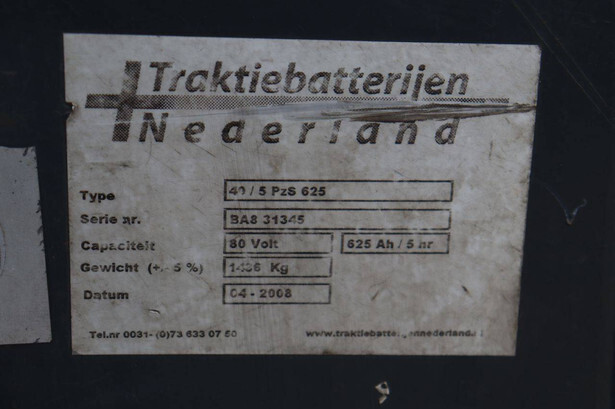 Traktiebatterijen
Nederland
Type 40 / 5 PzS 625
Serie nr. BA8 31345
Capaciteit 80 Volt 625 Ah / 5 hr
Gewicht (+/- 5 %) 1436 Kg
Datum 04 - 2008
Tel.nr 0031- (0)73 633 07 50